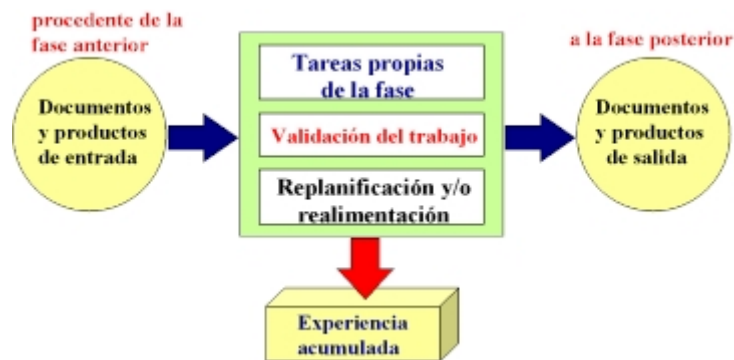 procedente de la
fase anterior
Documentos
y productos
de entrada
Tareas propias
de la fase
Validación del trabajo
Replanificación y/o
realimentación
a la fase posterior
Documentos
y productos
de salida
Experiencia
acumulada